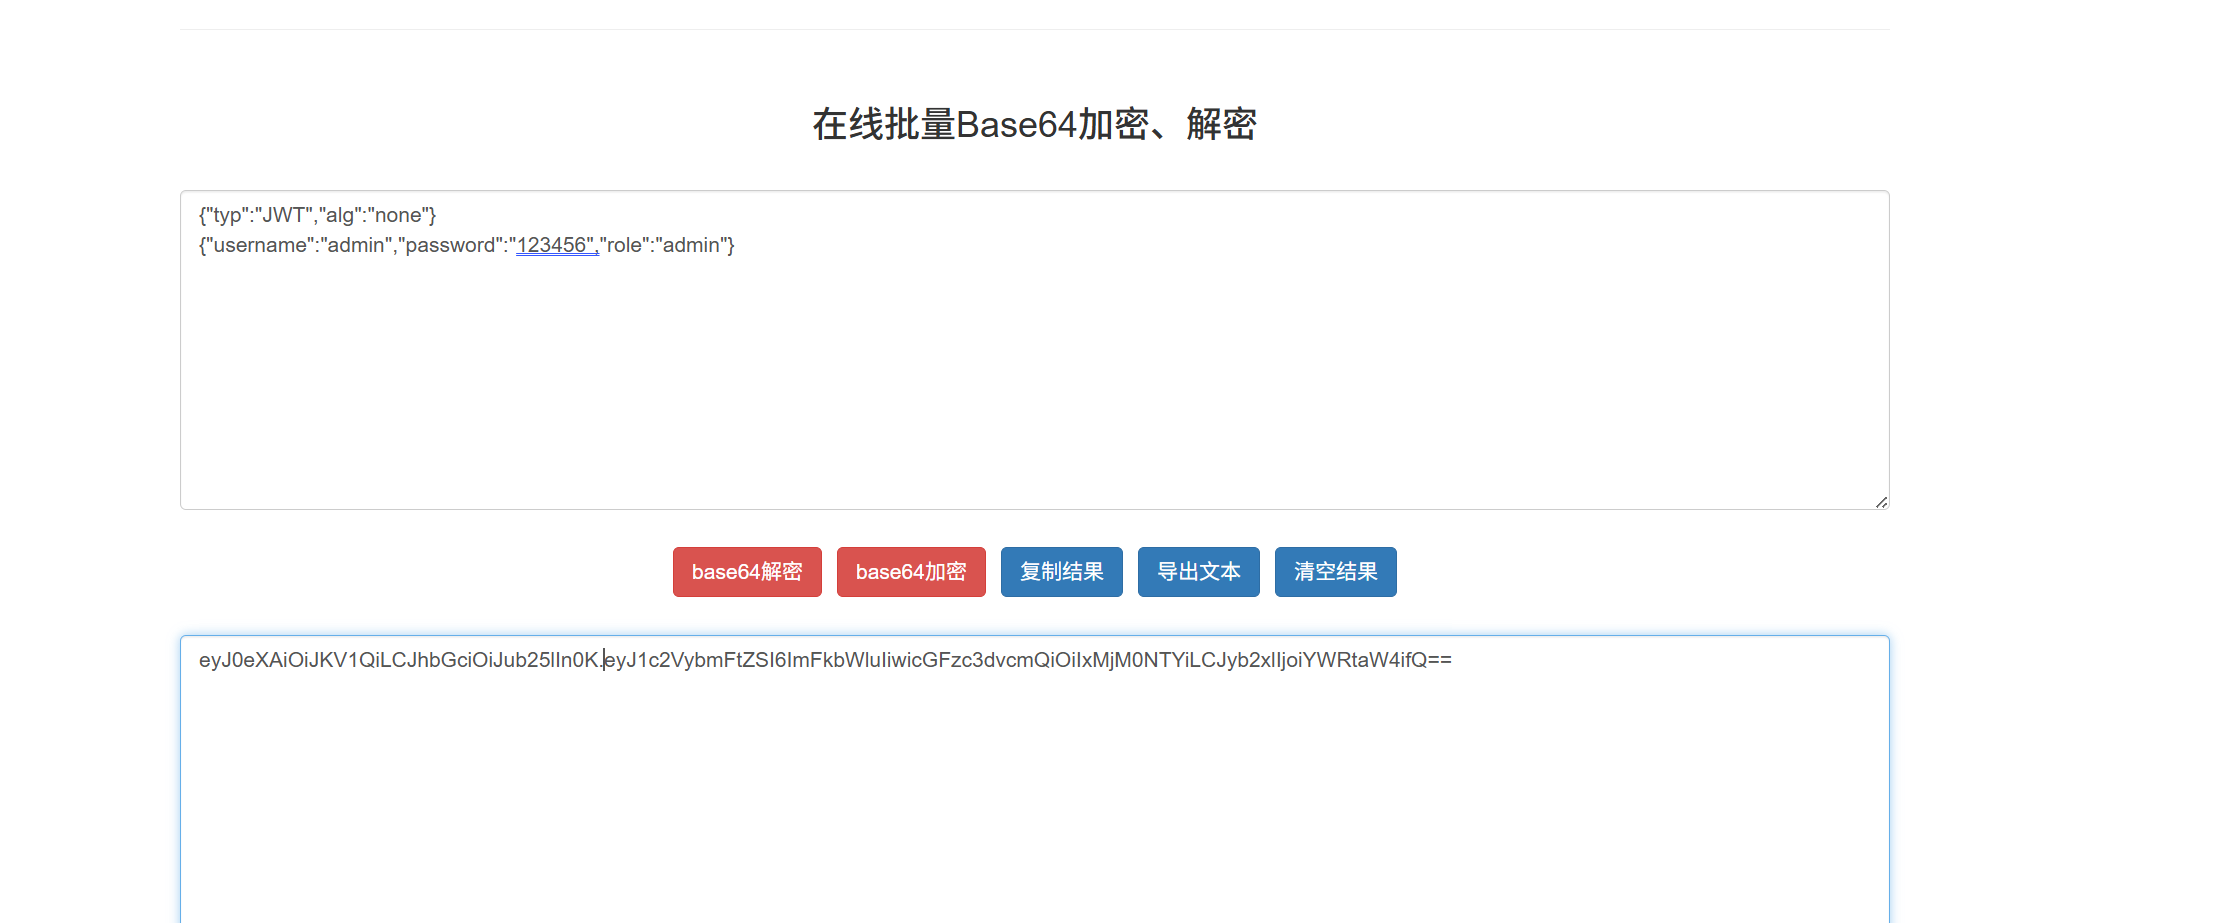 在线批量Base64加密、解密
{"typ":"JWT","alg":"none"}
{"username":"admin","password":"123456","role":"admin"}
base64解密 base64加密 复制结果 导出文本 清空结果
eyJ0eXAiOiJKV1QiLCJhbGciOiJub25lIn0K.eyJ1c2VybmFtZSI6ImFkbWluIiwicGFzc3dvcmQiOiIxMjM0NTYiLCJyb2xlIjoiYWRtaW4ifQ==